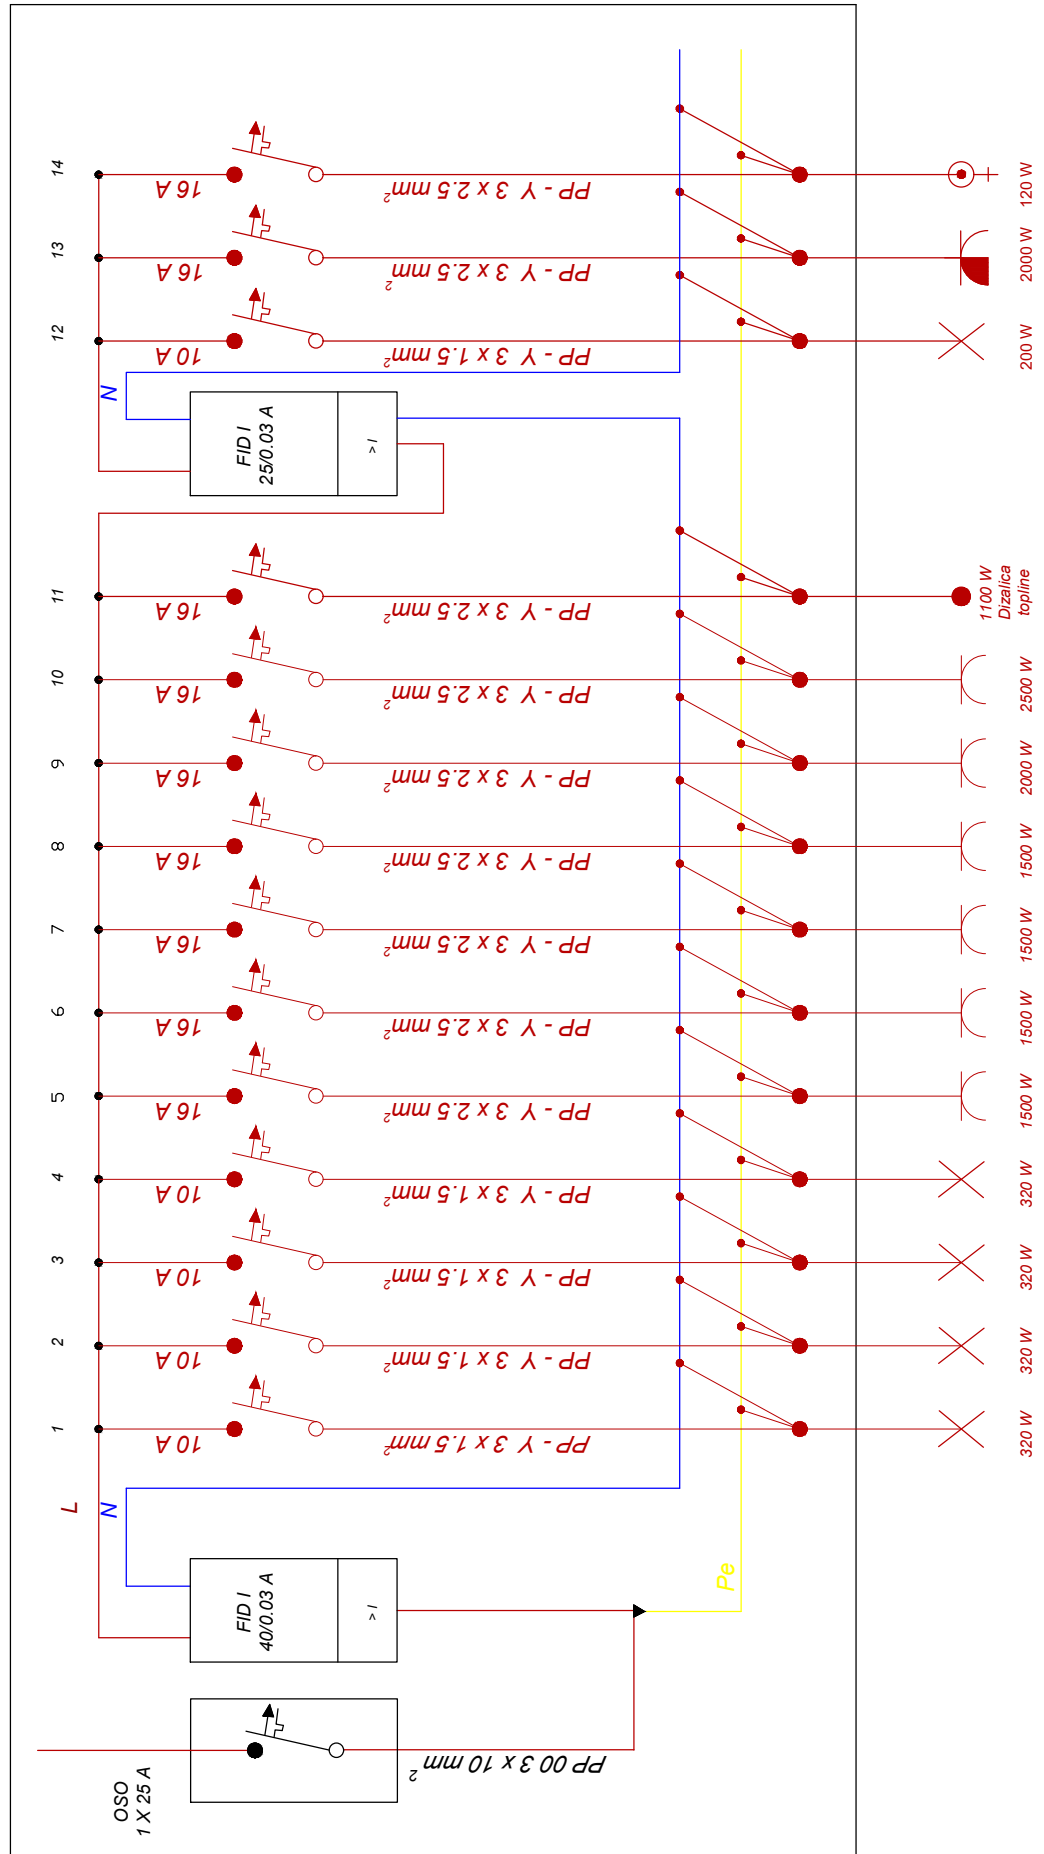 14
16 A
PP - Y 3 x 2.5 mm²
120 W
13
16 A
PP - Y 3 x 2.5 mm²
2000 W
12
10 A
PP - Y 3 x 1.5 mm²
200 W
N
FID I
25/0.03 A
> I
11
16 A
PP - Y 3 x 2.5 mm²
1100 W
Dizalica
topline
10
16 A
PP - Y 3 x 2.5 mm²
2500 W
9
16 A
PP - Y 3 x 2.5 mm²
2000 W
8
16 A
PP - Y 3 x 2.5 mm²
1500 W
7
16 A
PP - Y 3 x 2.5 mm²
1500 W
6
16 A
PP - Y 3 x 2.5 mm²
1500 W
5
16 A
PP - Y 3 x 2.5 mm²
1500 W
4
10 A
PP - Y 3 x 1.5 mm²
320 W
3
10 A
PP - Y 3 x 1.5 mm²
320 W
2
10 A
PP - Y 3 x 1.5 mm²
320 W
1
10 A
PP - Y 3 x 1.5 mm²
320 W
L
N
FID I
40/0.03 A
> I
Pe
OSO
1 X 25 A
PP 00 3 x 10 mm²